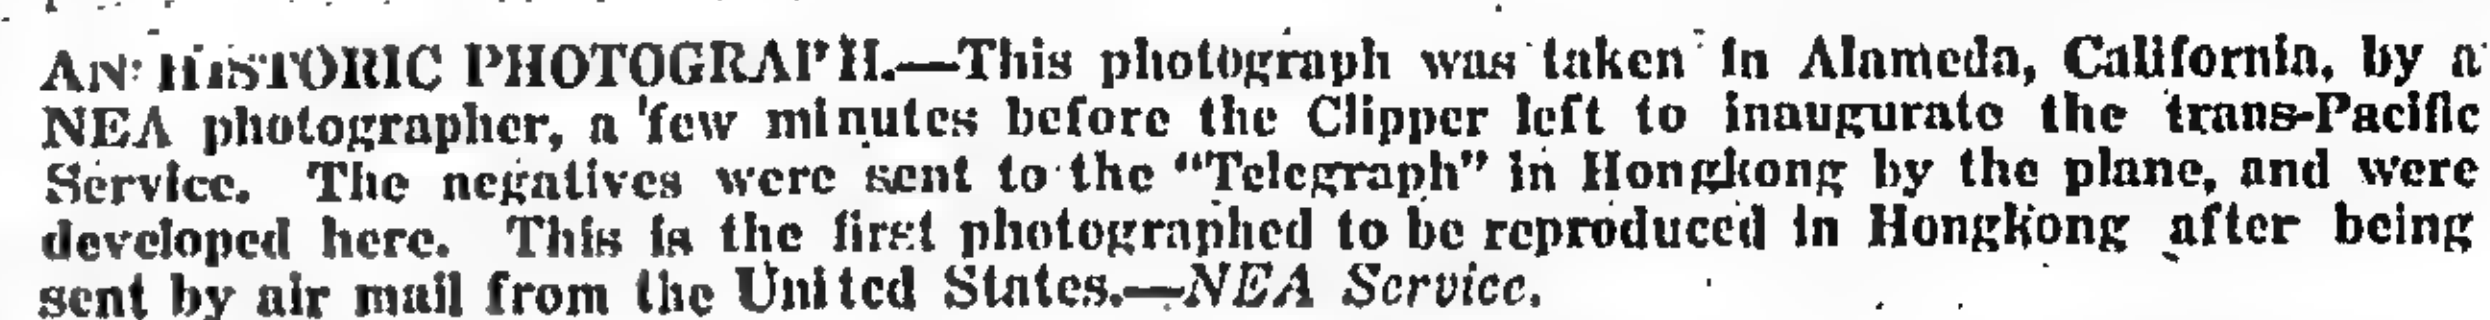 AN HISTORIC PHOTOGRAPH.—This photograph was taken in Alameda, California, by a
NEA photographer, a few minutes before the Clipper left to inaugurate the trans-Pacific
Service. The negatives were sent to the "Telegraph" in Hongkong by the plane, and were
developed here. This is the first photographed to be reproduced in Hongkong after being
sent by air mail from the United States.—NEA Service.